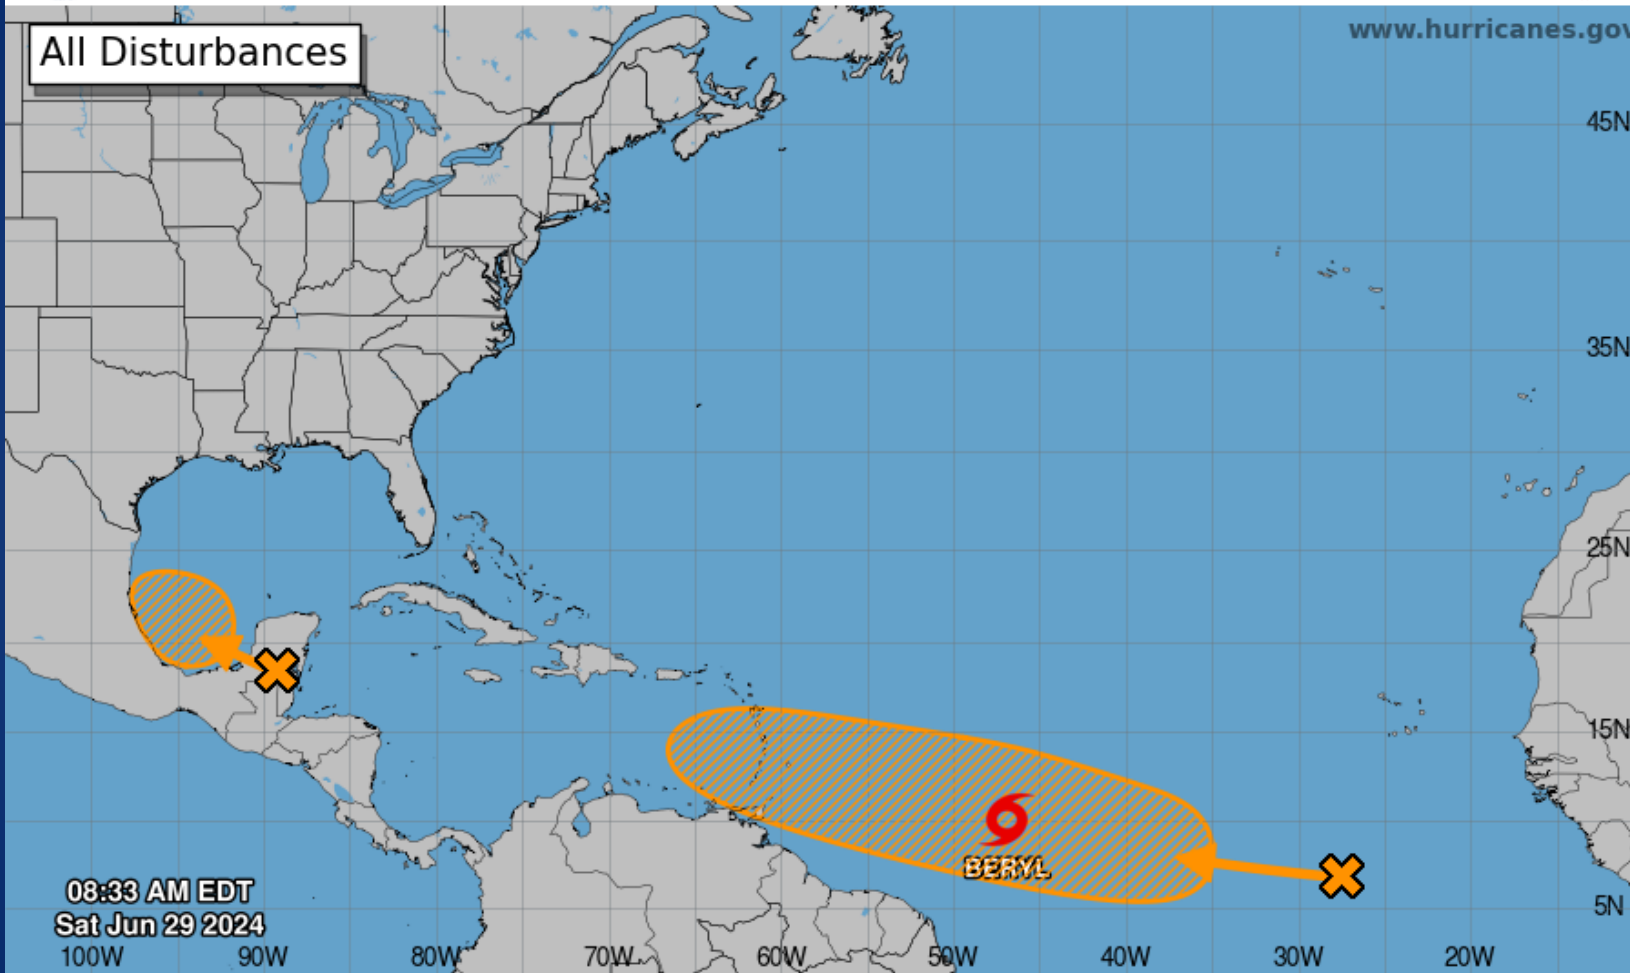 All Disturbances
www.hurricanes.gov
45N
35N
25N
15N
BERYL
5N
08:33 AM EDT
Sat Jun 29 2024
100W 90W 80W 70W 60W 50W 40W 30W 20W